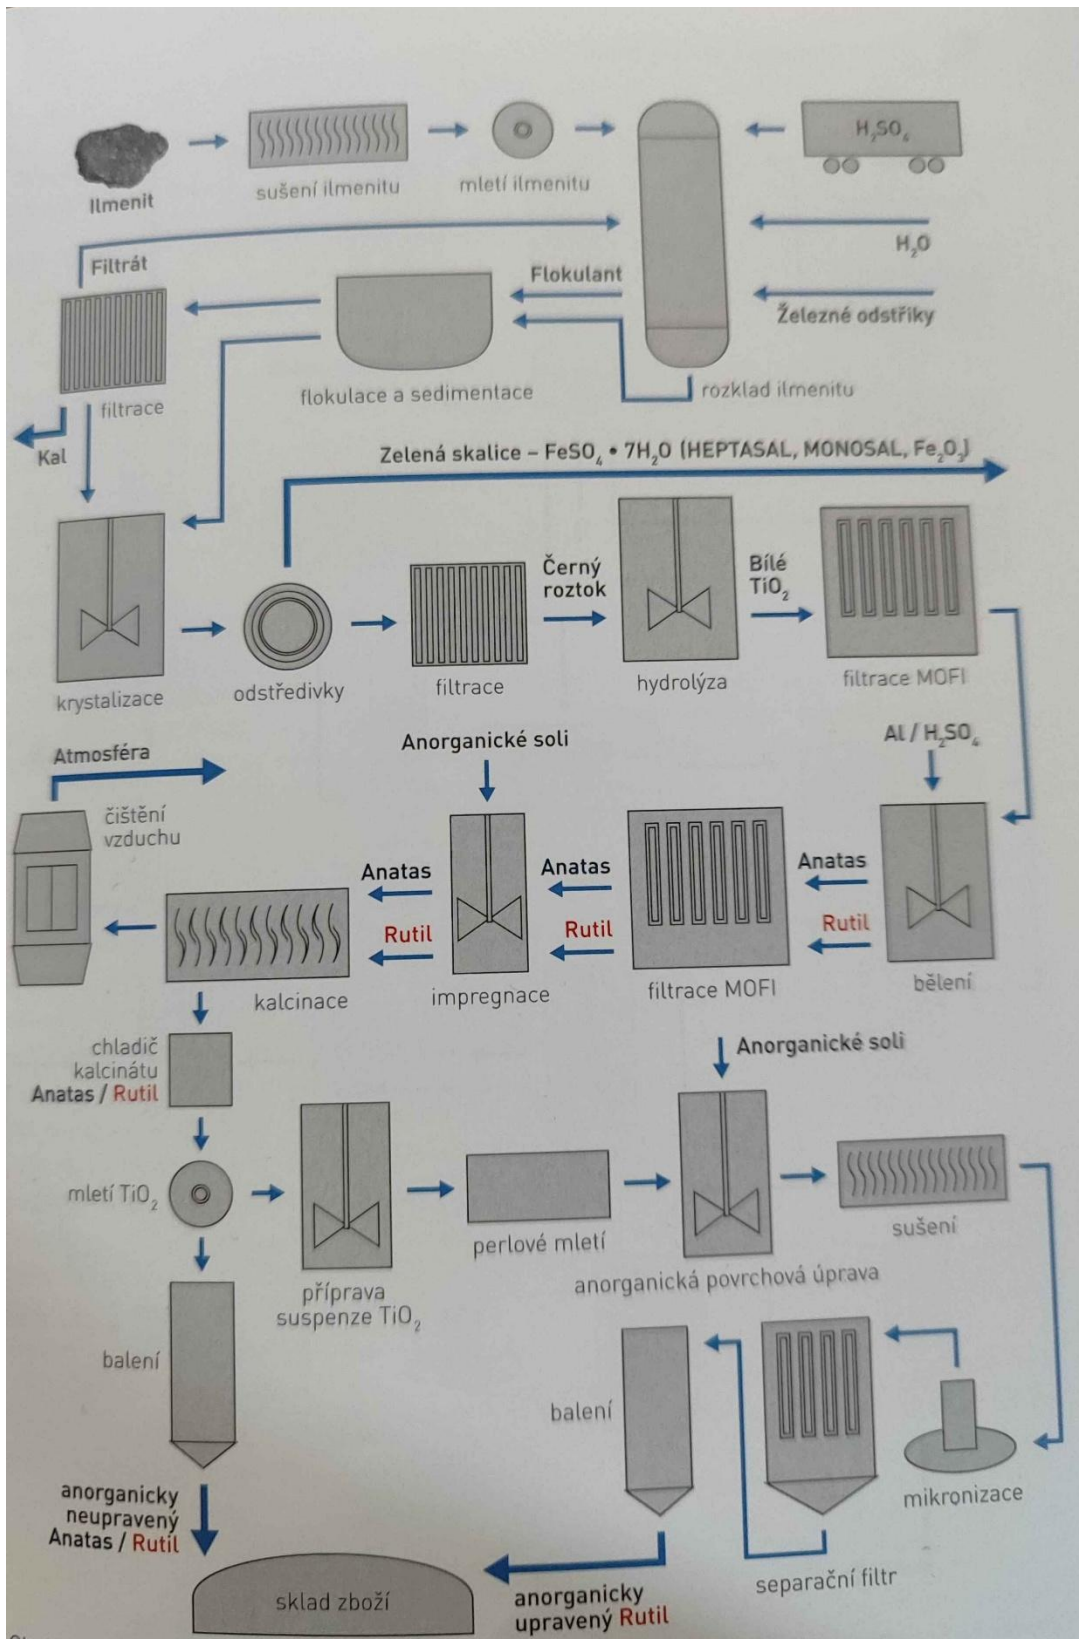 H₂SO₄
Ilmenit
sušení ilmenitu
mletí ilmenitu
H₂O
Filtrát
Flokulant
Železné odstřiky
filtrace
flokulace a sedimentace
rozklad ilmenitu
Kal
Zelená skalice – FeSO₄ • 7H₂O (HEPTASAL, MONOSAL, Fe₂O₃)
Černý
roztok
Bílé
TiO₂
krystalizace
odstředivky
filtrace
hydrolýza
filtrace MOFI
Atmosféra
Anorganické soli
Al / H₂SO₄
čištění
vzduchu
Anatas
Anatas
Anatas
Rutil
Rutil
Rutil
kalcinace
impregnace
filtrace MOFI
bělení
chladič
kalcinátu
Anatas / Rutil
Anorganické soli
mletí TiO₂
příprava
suspenze TiO₂
perlové mletí
anorganická povrchová úprava
sušení
balení
balení
mikronizace
anorganicky
neupravený
Anatas / Rutil
separační filtr
sklad zboží
anorganicky
upravený Rutil